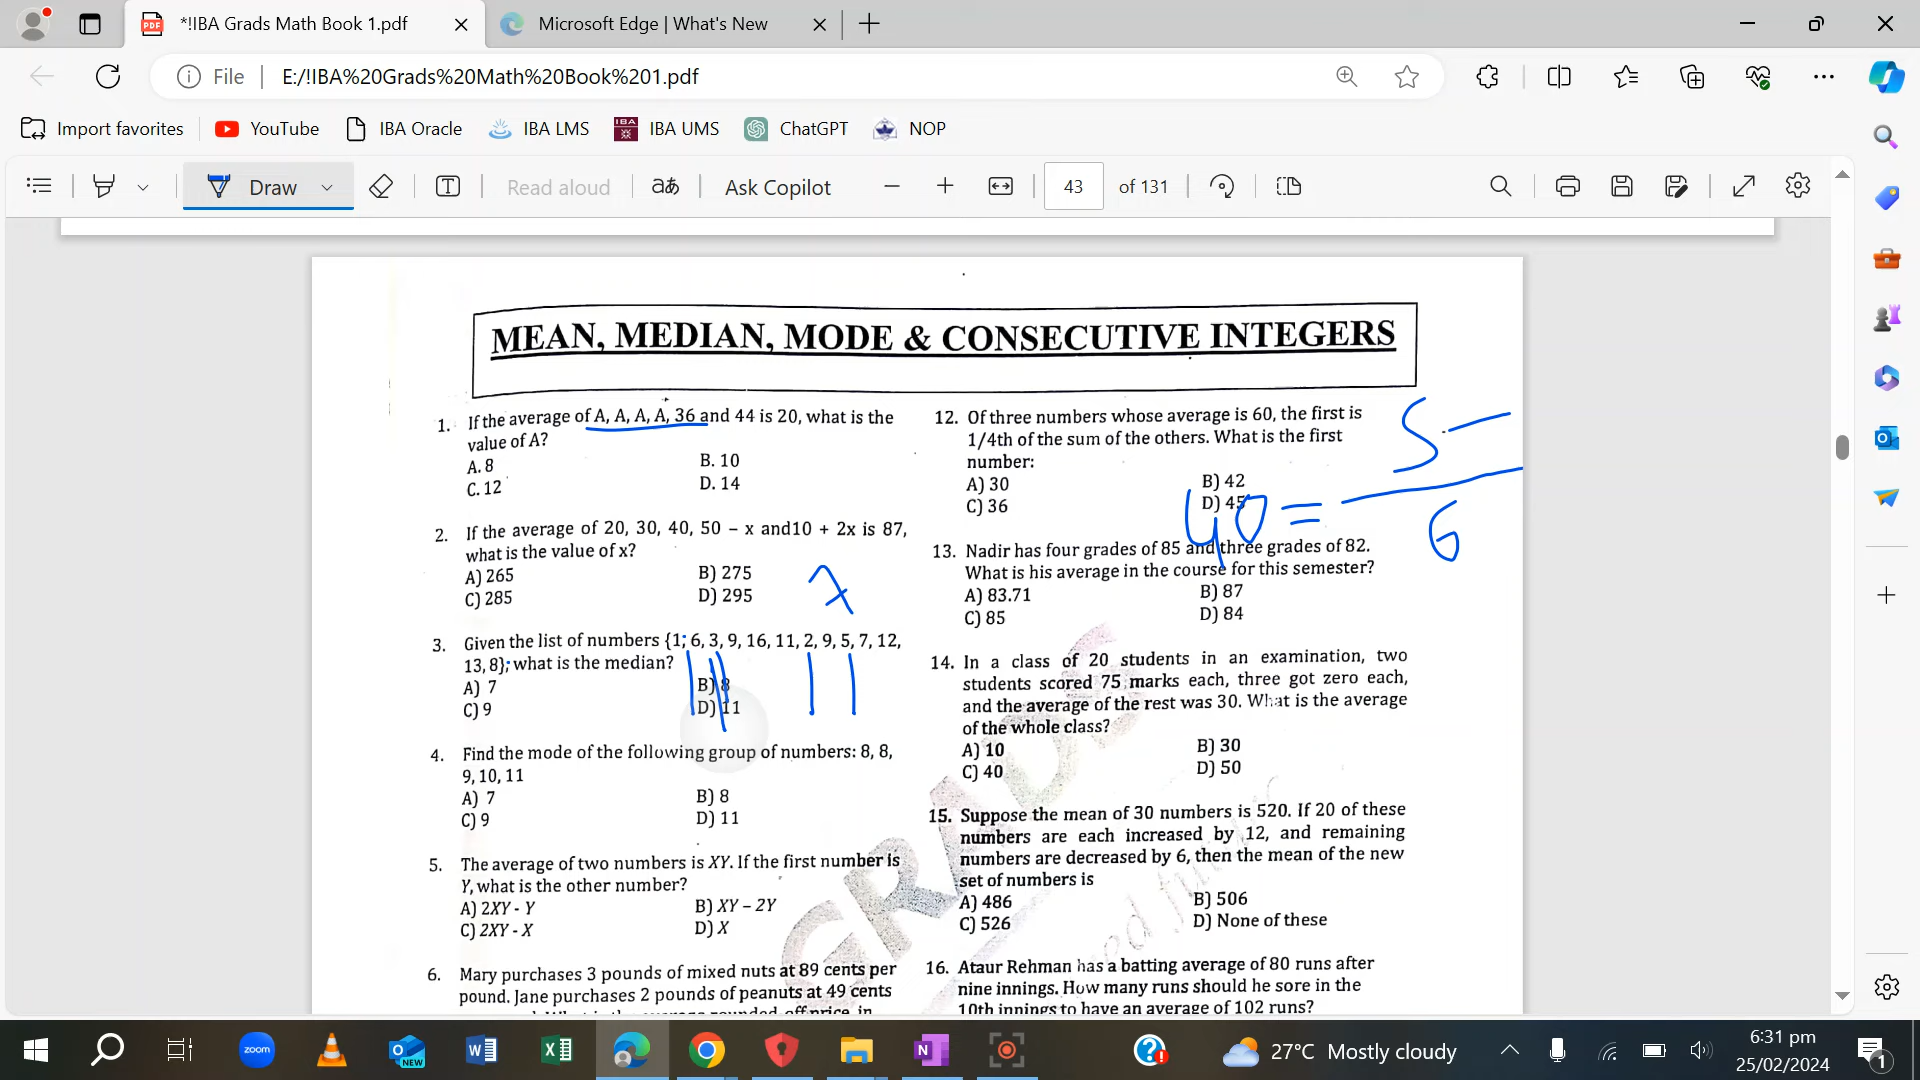 *!IBA Grads Math Book 1.pdf
Microsoft Edge | What's New
File
E:/!IBA%20Grads%20Math%20Book%201.pdf
Import favorites
YouTube
IBA Oracle
IBA LMS
IBA UMS
ChatGPT
NOP
Draw
Read aloud
Ask Copilot
43 of 131
MEAN, MEDIAN, MODE & CONSECUTIVE INTEGERS
1. If the average of A, A, A, A, 36 and 44 is 20, what is the
value of A?
A. 8 B. 10
C. 12 D. 14
2. If the average of 20, 30, 40, 50 – x and10 + 2x is 87,
what is the value of x?
A) 265 B) 275
C) 285 D) 295
3. Given the list of numbers {1; 6, 3, 9, 16, 11, 2, 9, 5, 7, 12,
13, 8}; what is the median?
A) 7 B) 8
C) 9 D) 11
4. Find the mode of the following group of numbers: 8, 8,
9, 10, 11
A) 7 B) 8
C) 9 D) 11
5. The average of two numbers is XY. If the first number is
Y, what is the other number?
A) 2XY - Y B) XY – 2Y
C) 2XY - X D) X
6. Mary purchases 3 pounds of mixed nuts at 89 cents per
pound. Jane purchases 2 pounds of peanuts at 49 cents
12. Of three numbers whose average is 60, the first is
1/4th of the sum of the others. What is the first
number:
A) 30 B) 42
C) 36 D) 45
40 = 5 —
6
13. Nadir has four grades of 85 and three grades of 82.
What is his average in the course for this semester?
A) 83.71 B) 87
C) 85 D) 84
14. In a class of 20 students in an examination, two
students scored 75 marks each, three got zero each,
and the average of the rest was 30. What is the average
of the whole class?
A) 10 B) 30
C) 40 D) 50
15. Suppose the mean of 30 numbers is 520. If 20 of these
numbers are each increased by 12, and remaining
numbers are decreased by 6, then the mean of the new
set of numbers is
A) 486 B) 506
C) 526 D) None of these
16. Ataur Rehman has a batting average of 80 runs after
nine innings. How many runs should he sore in the
10th innings to have an average of 102 runs?
GRADS
27°C Mostly cloudy
6:31 pm
25/02/2024